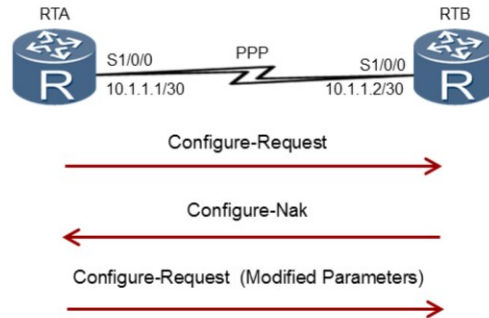 RTA
RTB
R
S1/0/0
PPP
S1/0/0
R
10.1.1.1/30
10.1.1.2/30
Configure-Request
Configure-Nak
Configure-Request (Modified Parameters)